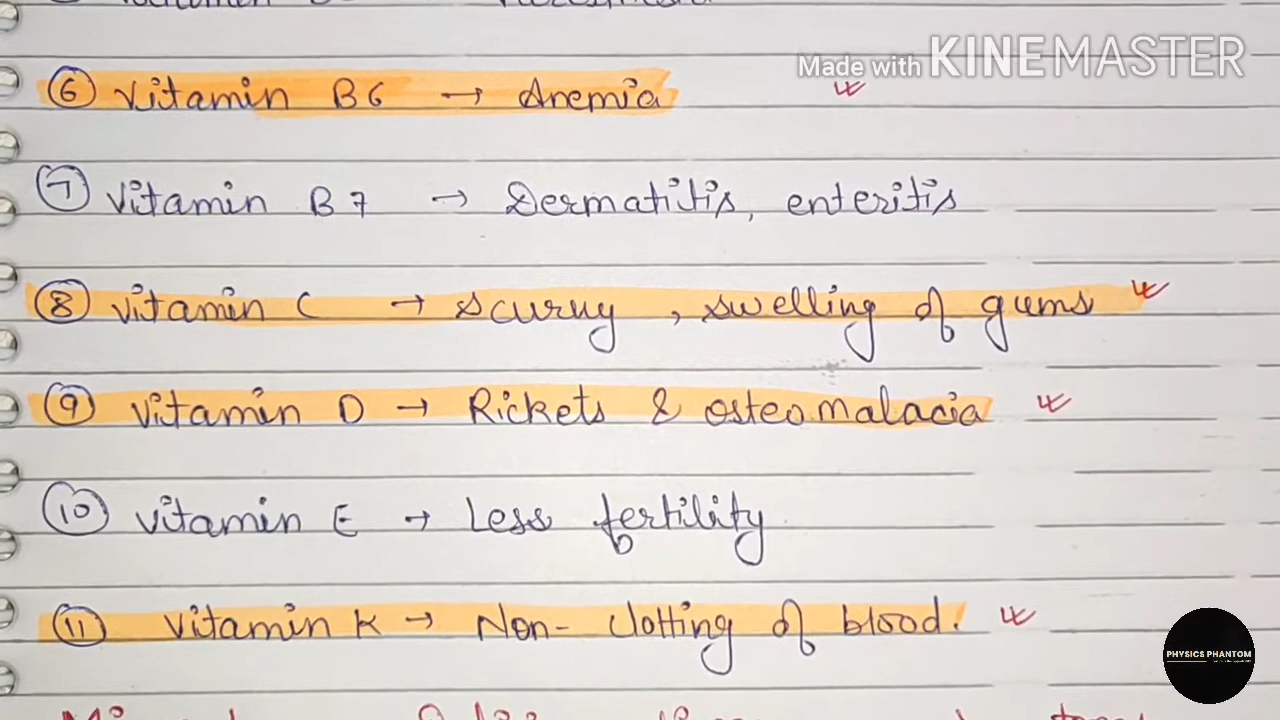 Made with KINEMASTER
⑥ Vitamin B6 → Anemia
⑦ Vitamin B7 → Dermatitis, enteritis
⑧ Vitamin C → Scurvy, swelling of gums
⑨ Vitamin D → Rickets & osteomalacia
⑩ Vitamin E → Less fertility
⑪ Vitamin K → Non-clotting of blood.
PHYSICS PHANTOM